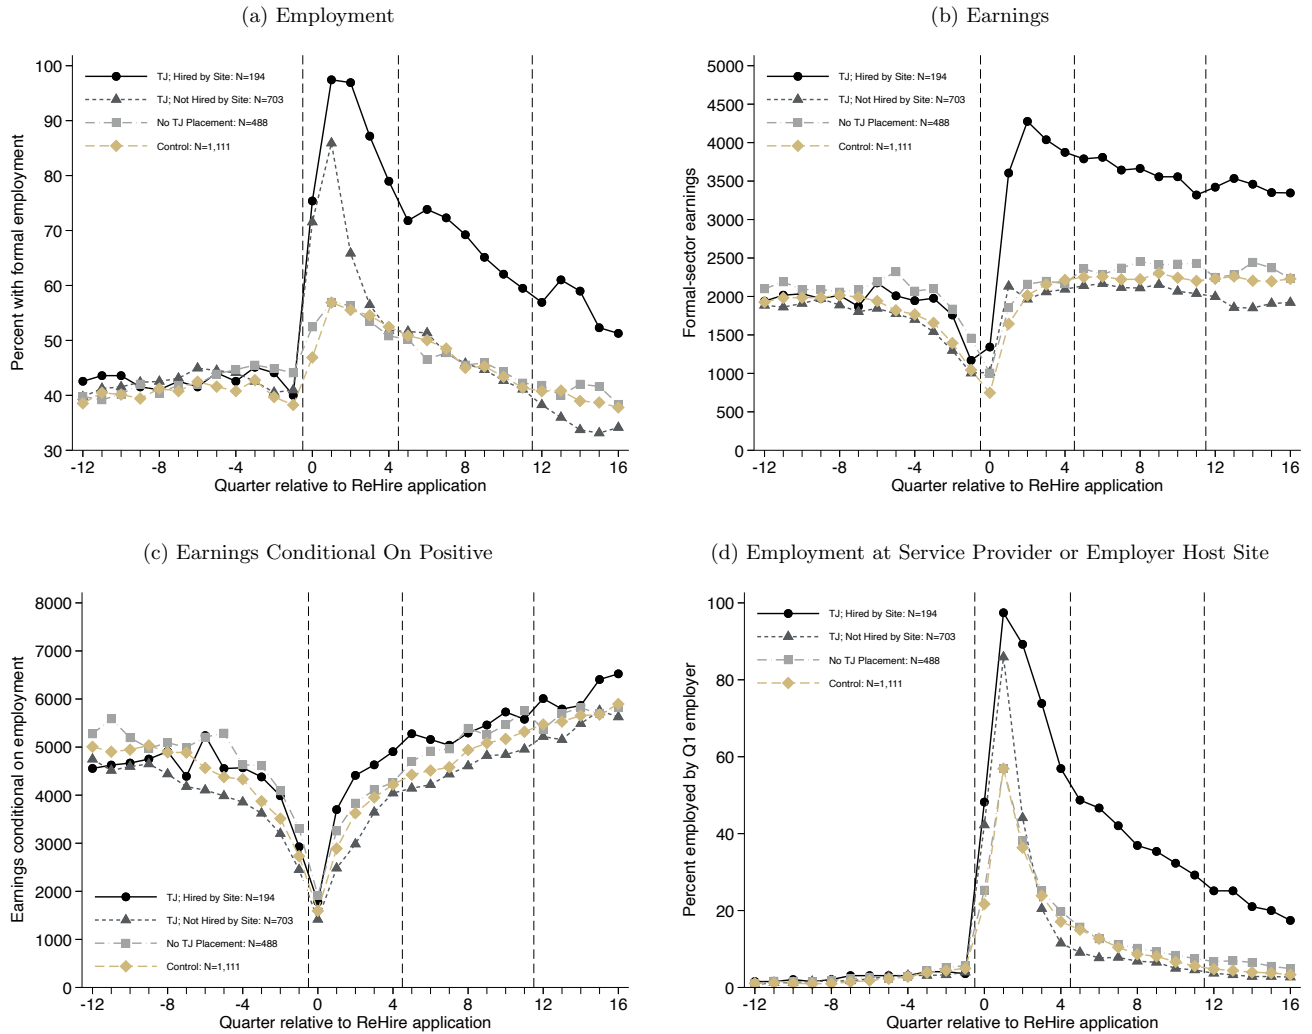 (a) Employment
Percent with formal employment
100
90
80
70
60
50
40
30
TJ; Hired by Site: N=194
TJ; Not Hired by Site: N=703
No TJ Placement: N=488
Control: N=1,111
-12 -8 -4 0 4 8 12 16
Quarter relative to ReHire application
(b) Earnings
Formal-sector earnings
5000
4500
4000
3500
3000
2500
2000
1500
1000
500
0
TJ; Hired by Site: N=194
TJ; Not Hired by Site: N=703
No TJ Placement: N=488
Control: N=1,111
-12 -8 -4 0 4 8 12 16
Quarter relative to ReHire application
(c) Earnings Conditional On Positive
Earnings conditional on employment
8000
7000
6000
5000
4000
3000
2000
1000
0
TJ; Hired by Site: N=194
TJ; Not Hired by Site: N=703
No TJ Placement: N=488
Control: N=1,111
-12 -8 -4 0 4 8 12 16
Quarter relative to ReHire application
(d) Employment at Service Provider or Employer Host Site
Percent employed by Q1 employer
100
80
60
40
20
0
TJ; Hired by Site: N=194
TJ; Not Hired by Site: N=703
No TJ Placement: N=488
Control: N=1,111
-12 -8 -4 0 4 8 12 16
Quarter relative to ReHire application